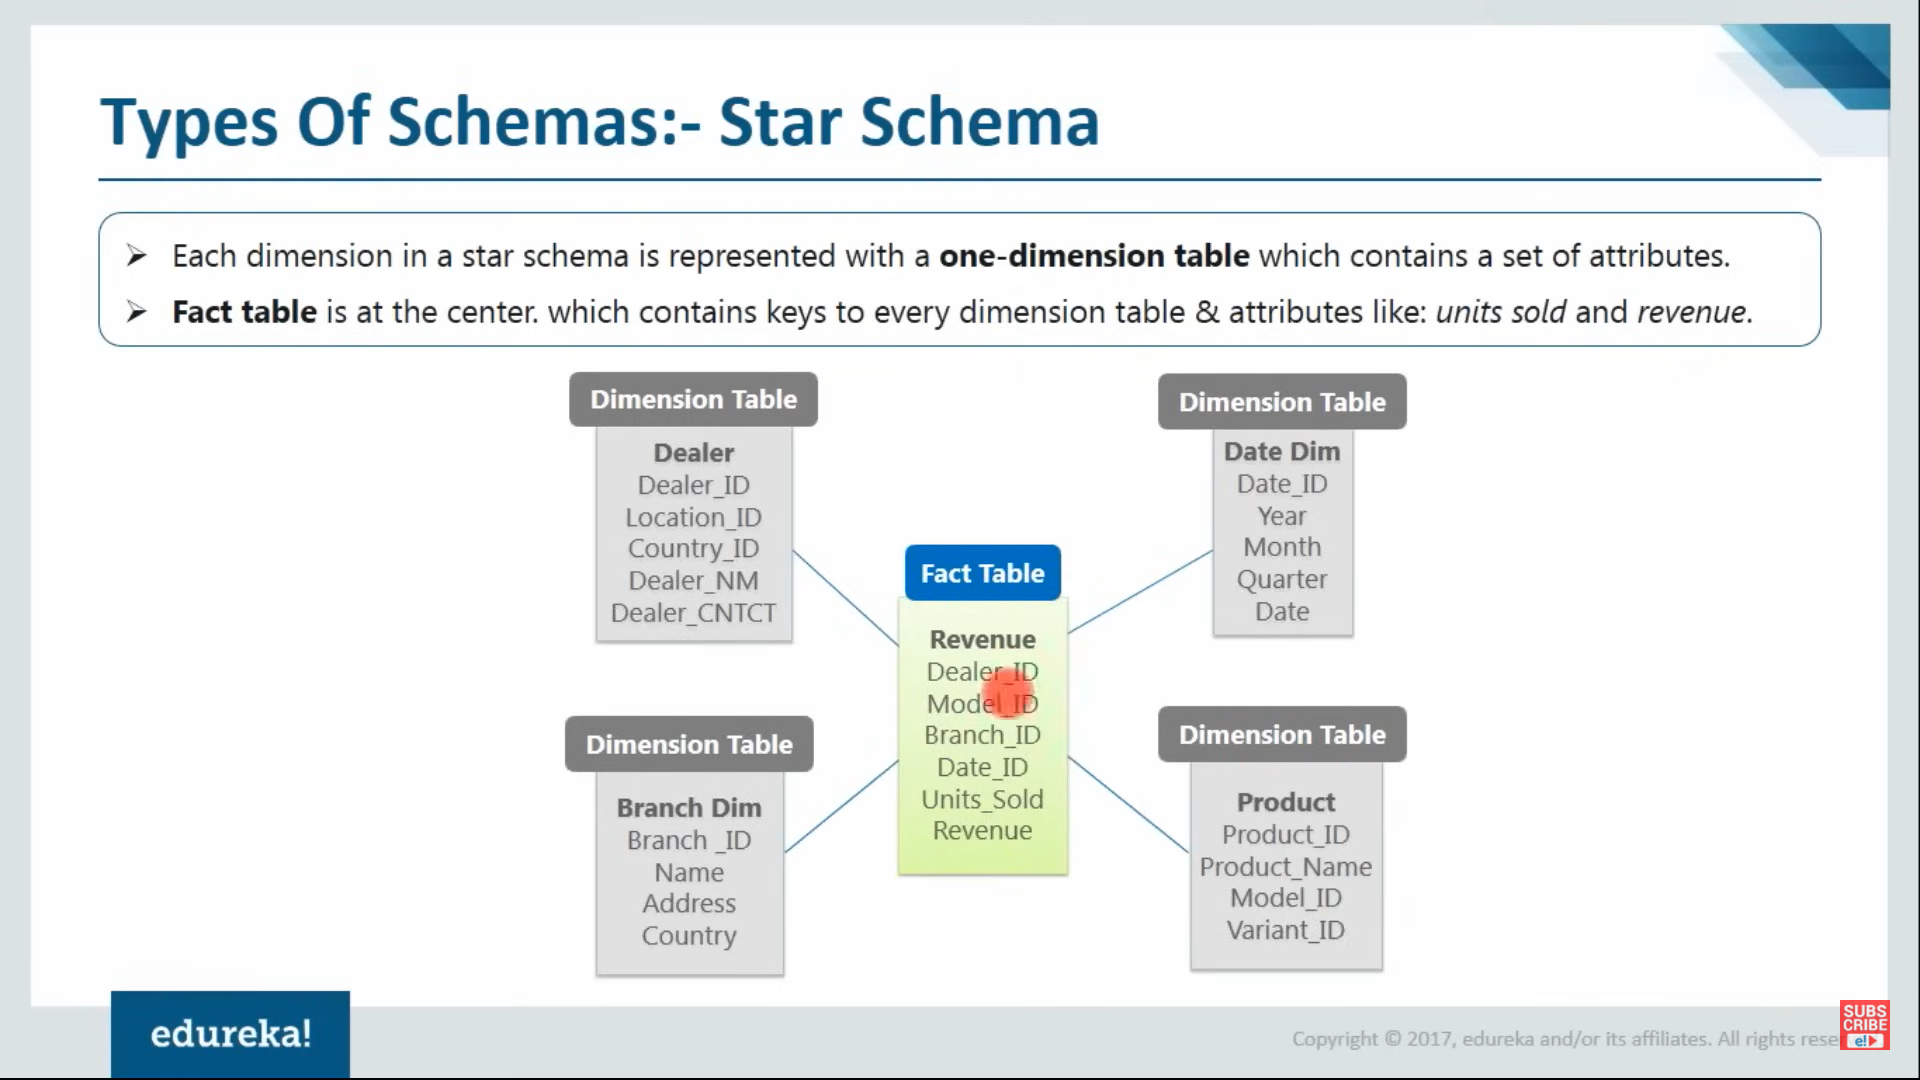 Types Of Schemas:- Star Schema
➢ Each dimension in a star schema is represented with a one-dimension table which contains a set of attributes.
➢ Fact table is at the center. which contains keys to every dimension table & attributes like: units sold and revenue.
Dimension Table
Dealer
Dealer_ID
Location_ID
Country_ID
Dealer_NM
Dealer_CNTCT
Dimension Table
Date Dim
Date_ID
Year
Month
Quarter
Date
Fact Table
Revenue
Dealer_ID
Model_ID
Branch_ID
Date_ID
Units_Sold
Revenue
Dimension Table
Branch Dim
Branch _ID
Name
Address
Country
Dimension Table
Product
Product_ID
Product_Name
Model_ID
Variant_ID
edureka!
Copyright © 2017, edureka and/or its affiliates. All rights rese
SUBS
CRIBE
e!